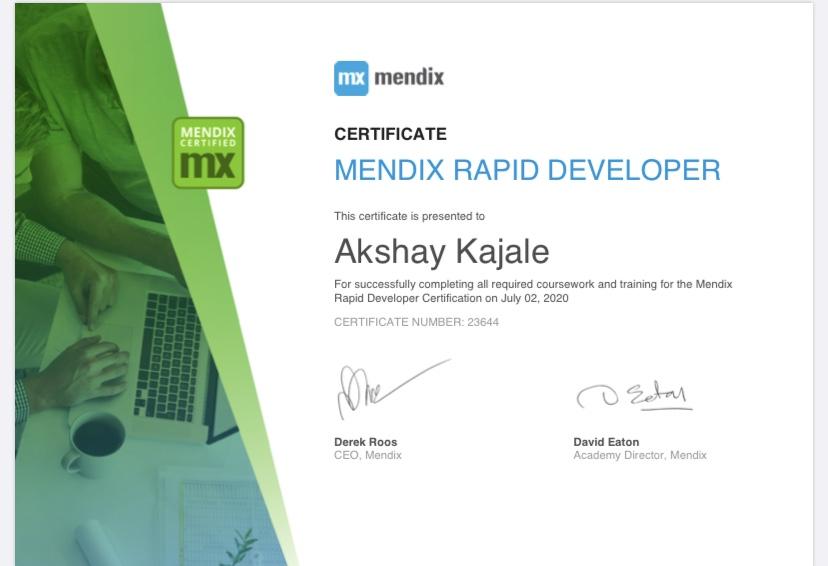 mx mendix
MENDIX
CERTIFIED
mx
CERTIFICATE
MENDIX RAPID DEVELOPER
This certificate is presented to
Akshay Kajale
For successfully completing all required coursework and training for the Mendix
Rapid Developer Certification on July 02, 2020
CERTIFICATE NUMBER: 23644
D Eaton
Derek Roos
CEO, Mendix
David Eaton
Academy Director, Mendix